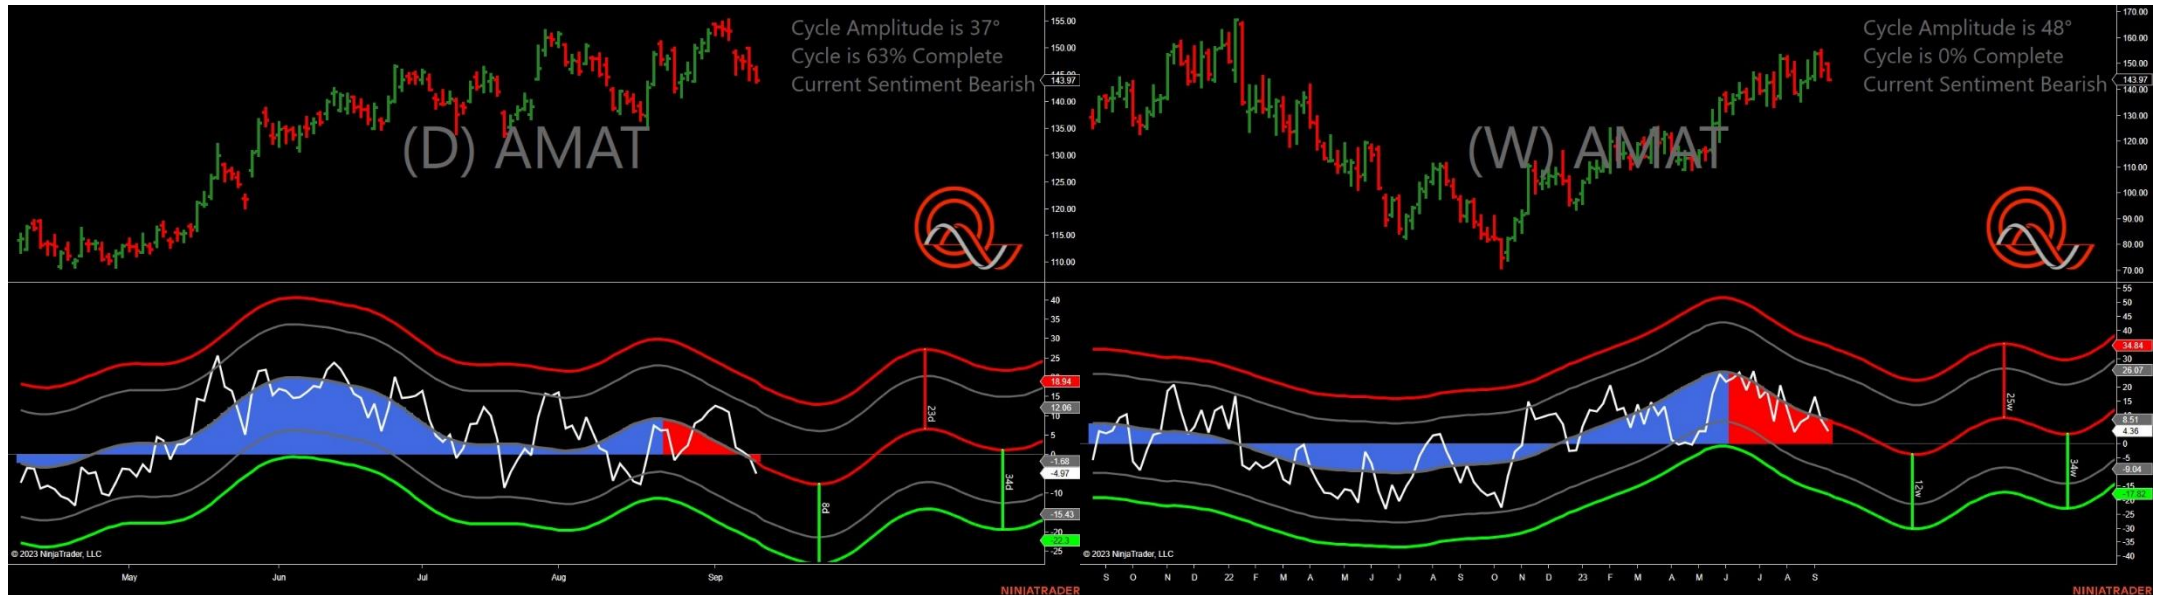 Cycle Amplitude is 37°
Cycle is 63% Complete
Current Sentiment Bearish
(D) AMAT
155.00
150.00
143.97
140.00
135.00
130.00
125.00
120.00
115.00
110.00
40
35
30
25
18.94
15
12.06
10
5
0
-1.68
-4.97
-10
-15.43
-22.3
-25
8d
23d
34d
© 2023 NinjaTrader, LLC
May Jun Jul Aug Sep
NINJATRADER
Cycle Amplitude is 48°
Cycle is 0% Complete
Current Sentiment Bearish
(W) AMAT
170.00
160.00
150.00
143.97
140.00
130.00
120.00
110.00
100.00
90.00
80.00
70.00
55
50
45
40
34.84
30
26.07
20
15
8.51
4.36
0
-5
-9.04
-15
-17.82
-25
-30
-35
-40
12w
25w
34w
© 2023 NinjaTrader, LLC
S O N D 22 F M A M J J A S O N D 23 F M A M J J A S
NINJATRADER